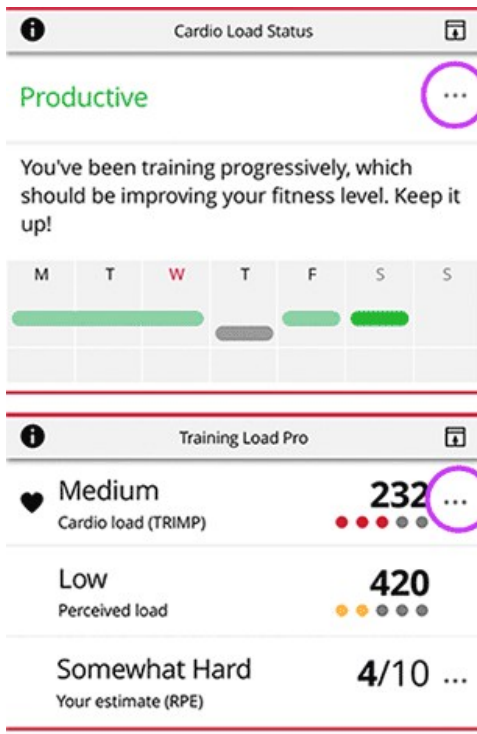 Cardio Load Status
Productive
...
You've been training progressively, which
should be improving your fitness level. Keep it
up!
M T W T F S S
Training Load Pro
Medium 232 ...
Cardio load (TRIMP)
Low 420
Perceived load
Somewhat Hard 4/10 ...
Your estimate (RPE)